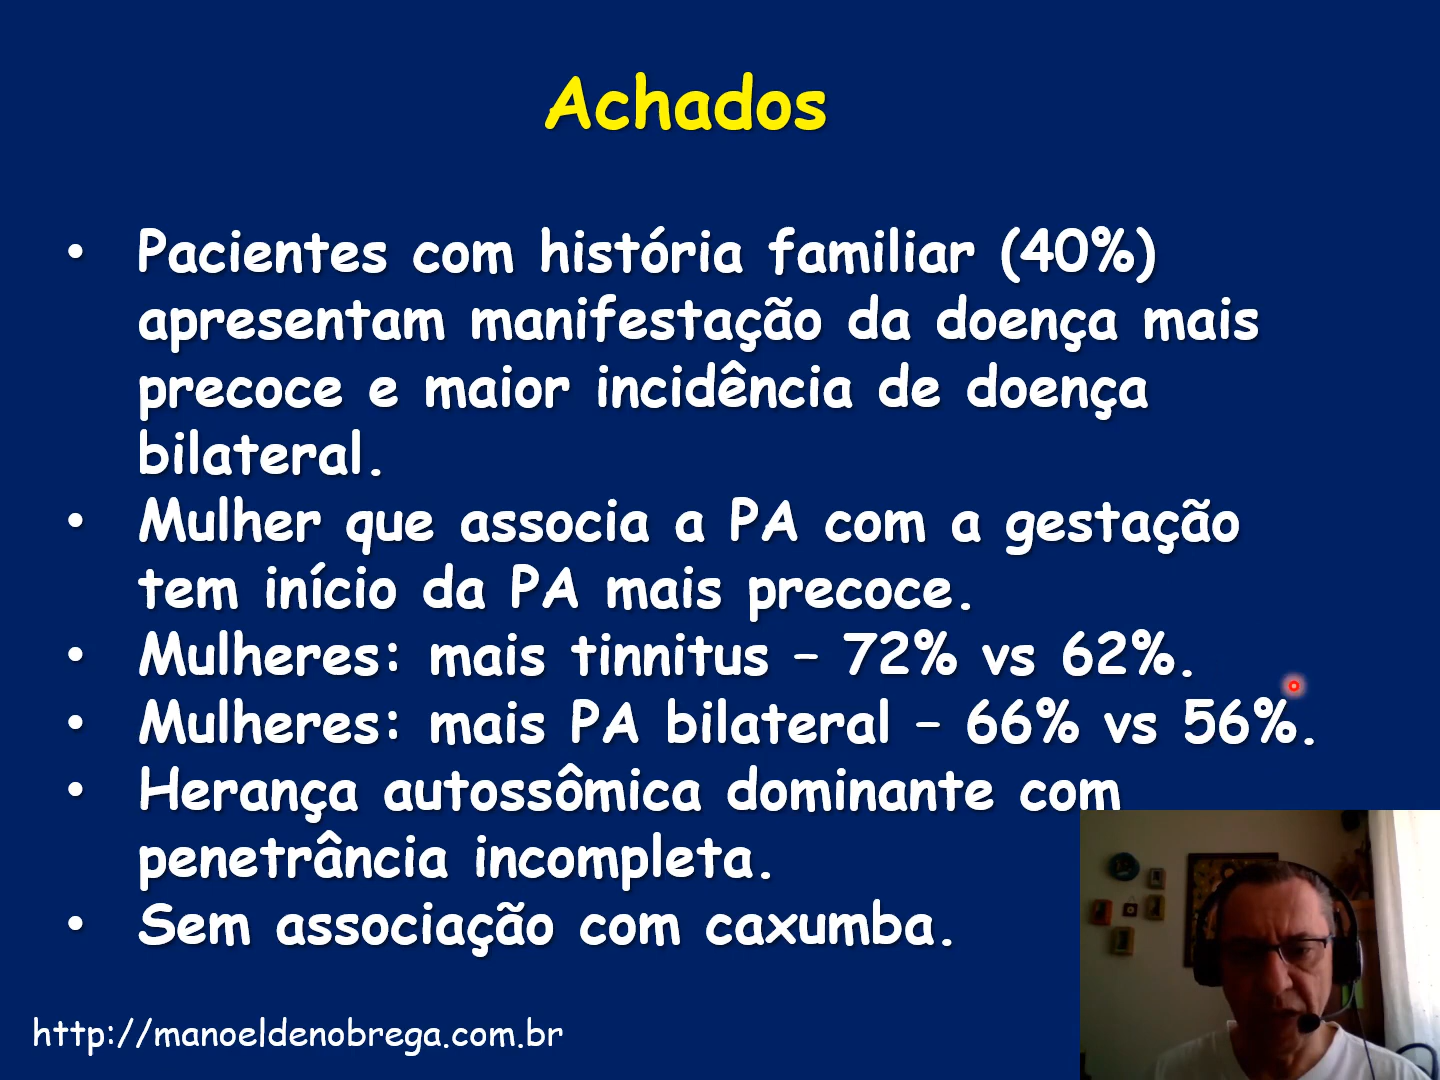 Achados
• Pacientes com história familiar (40%)
apresentam manifestação da doença mais
precoce e maior incidência de doença
bilateral.
• Mulher que associa a PA com a gestação
tem início da PA mais precoce.
• Mulheres: mais tinnitus – 72% vs 62%.
• Mulheres: mais PA bilateral – 66% vs 56%.
• Herança autossômica dominante com
penetrância incompleta.
• Sem associação com caxumba.
http://manoeldenobrega.com.br